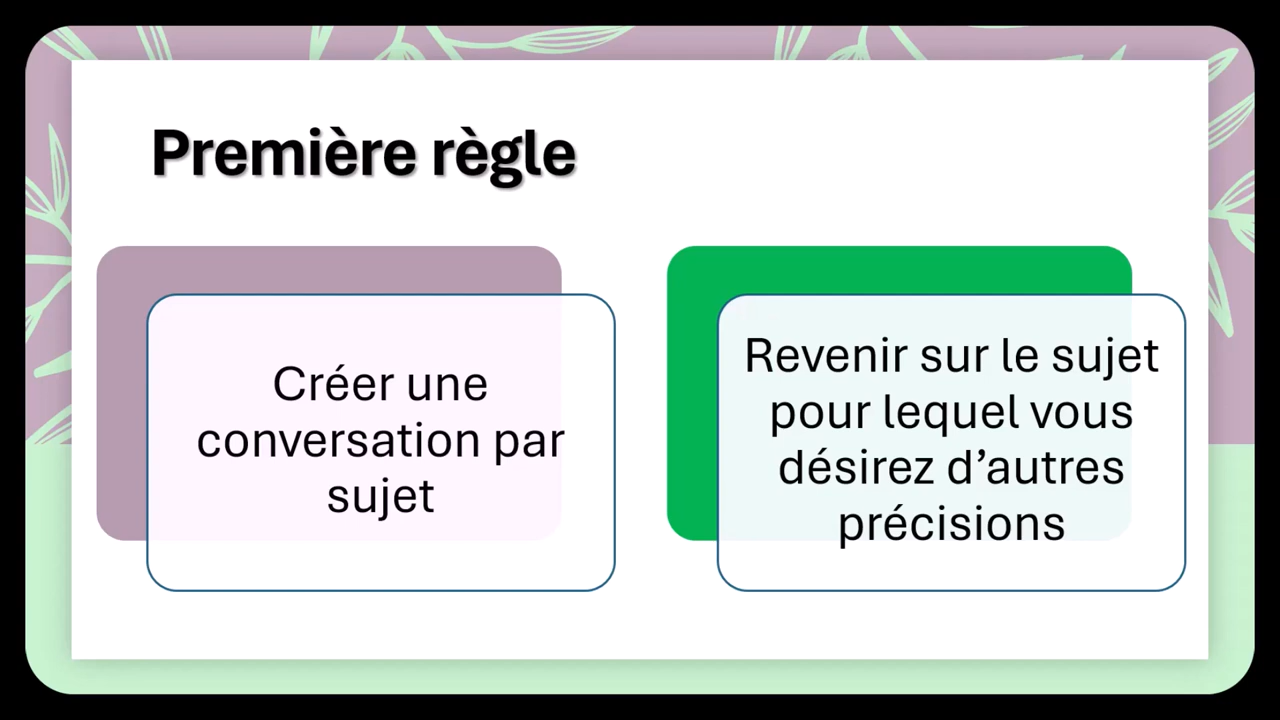 Première règle
Créer une
conversation par
sujet
Revenir sur le sujet
pour lequel vous
désirez d’autres
précisions